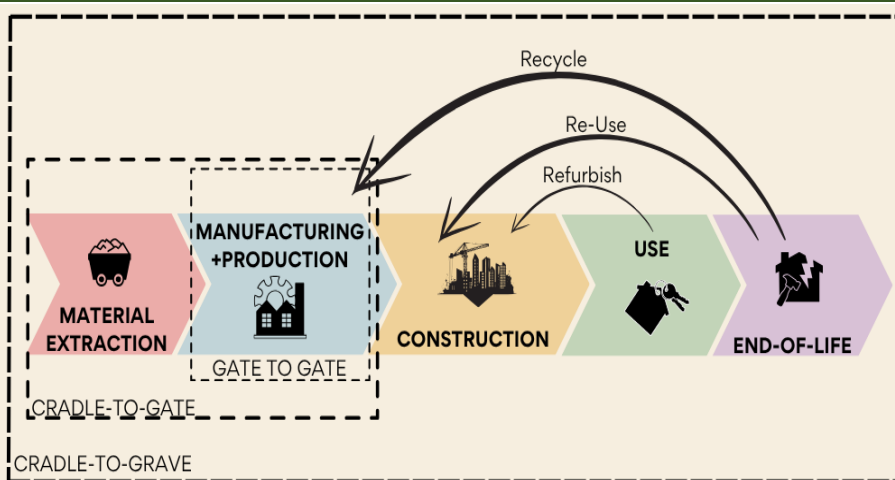 Recycle
Re-Use
Refurbish
MATERIAL
EXTRACTION
MANUFACTURING
+PRODUCTION
GATE TO GATE
CONSTRUCTION
USE
END-OF-LIFE
CRADLE-TO-GATE
CRADLE-TO-GRAVE